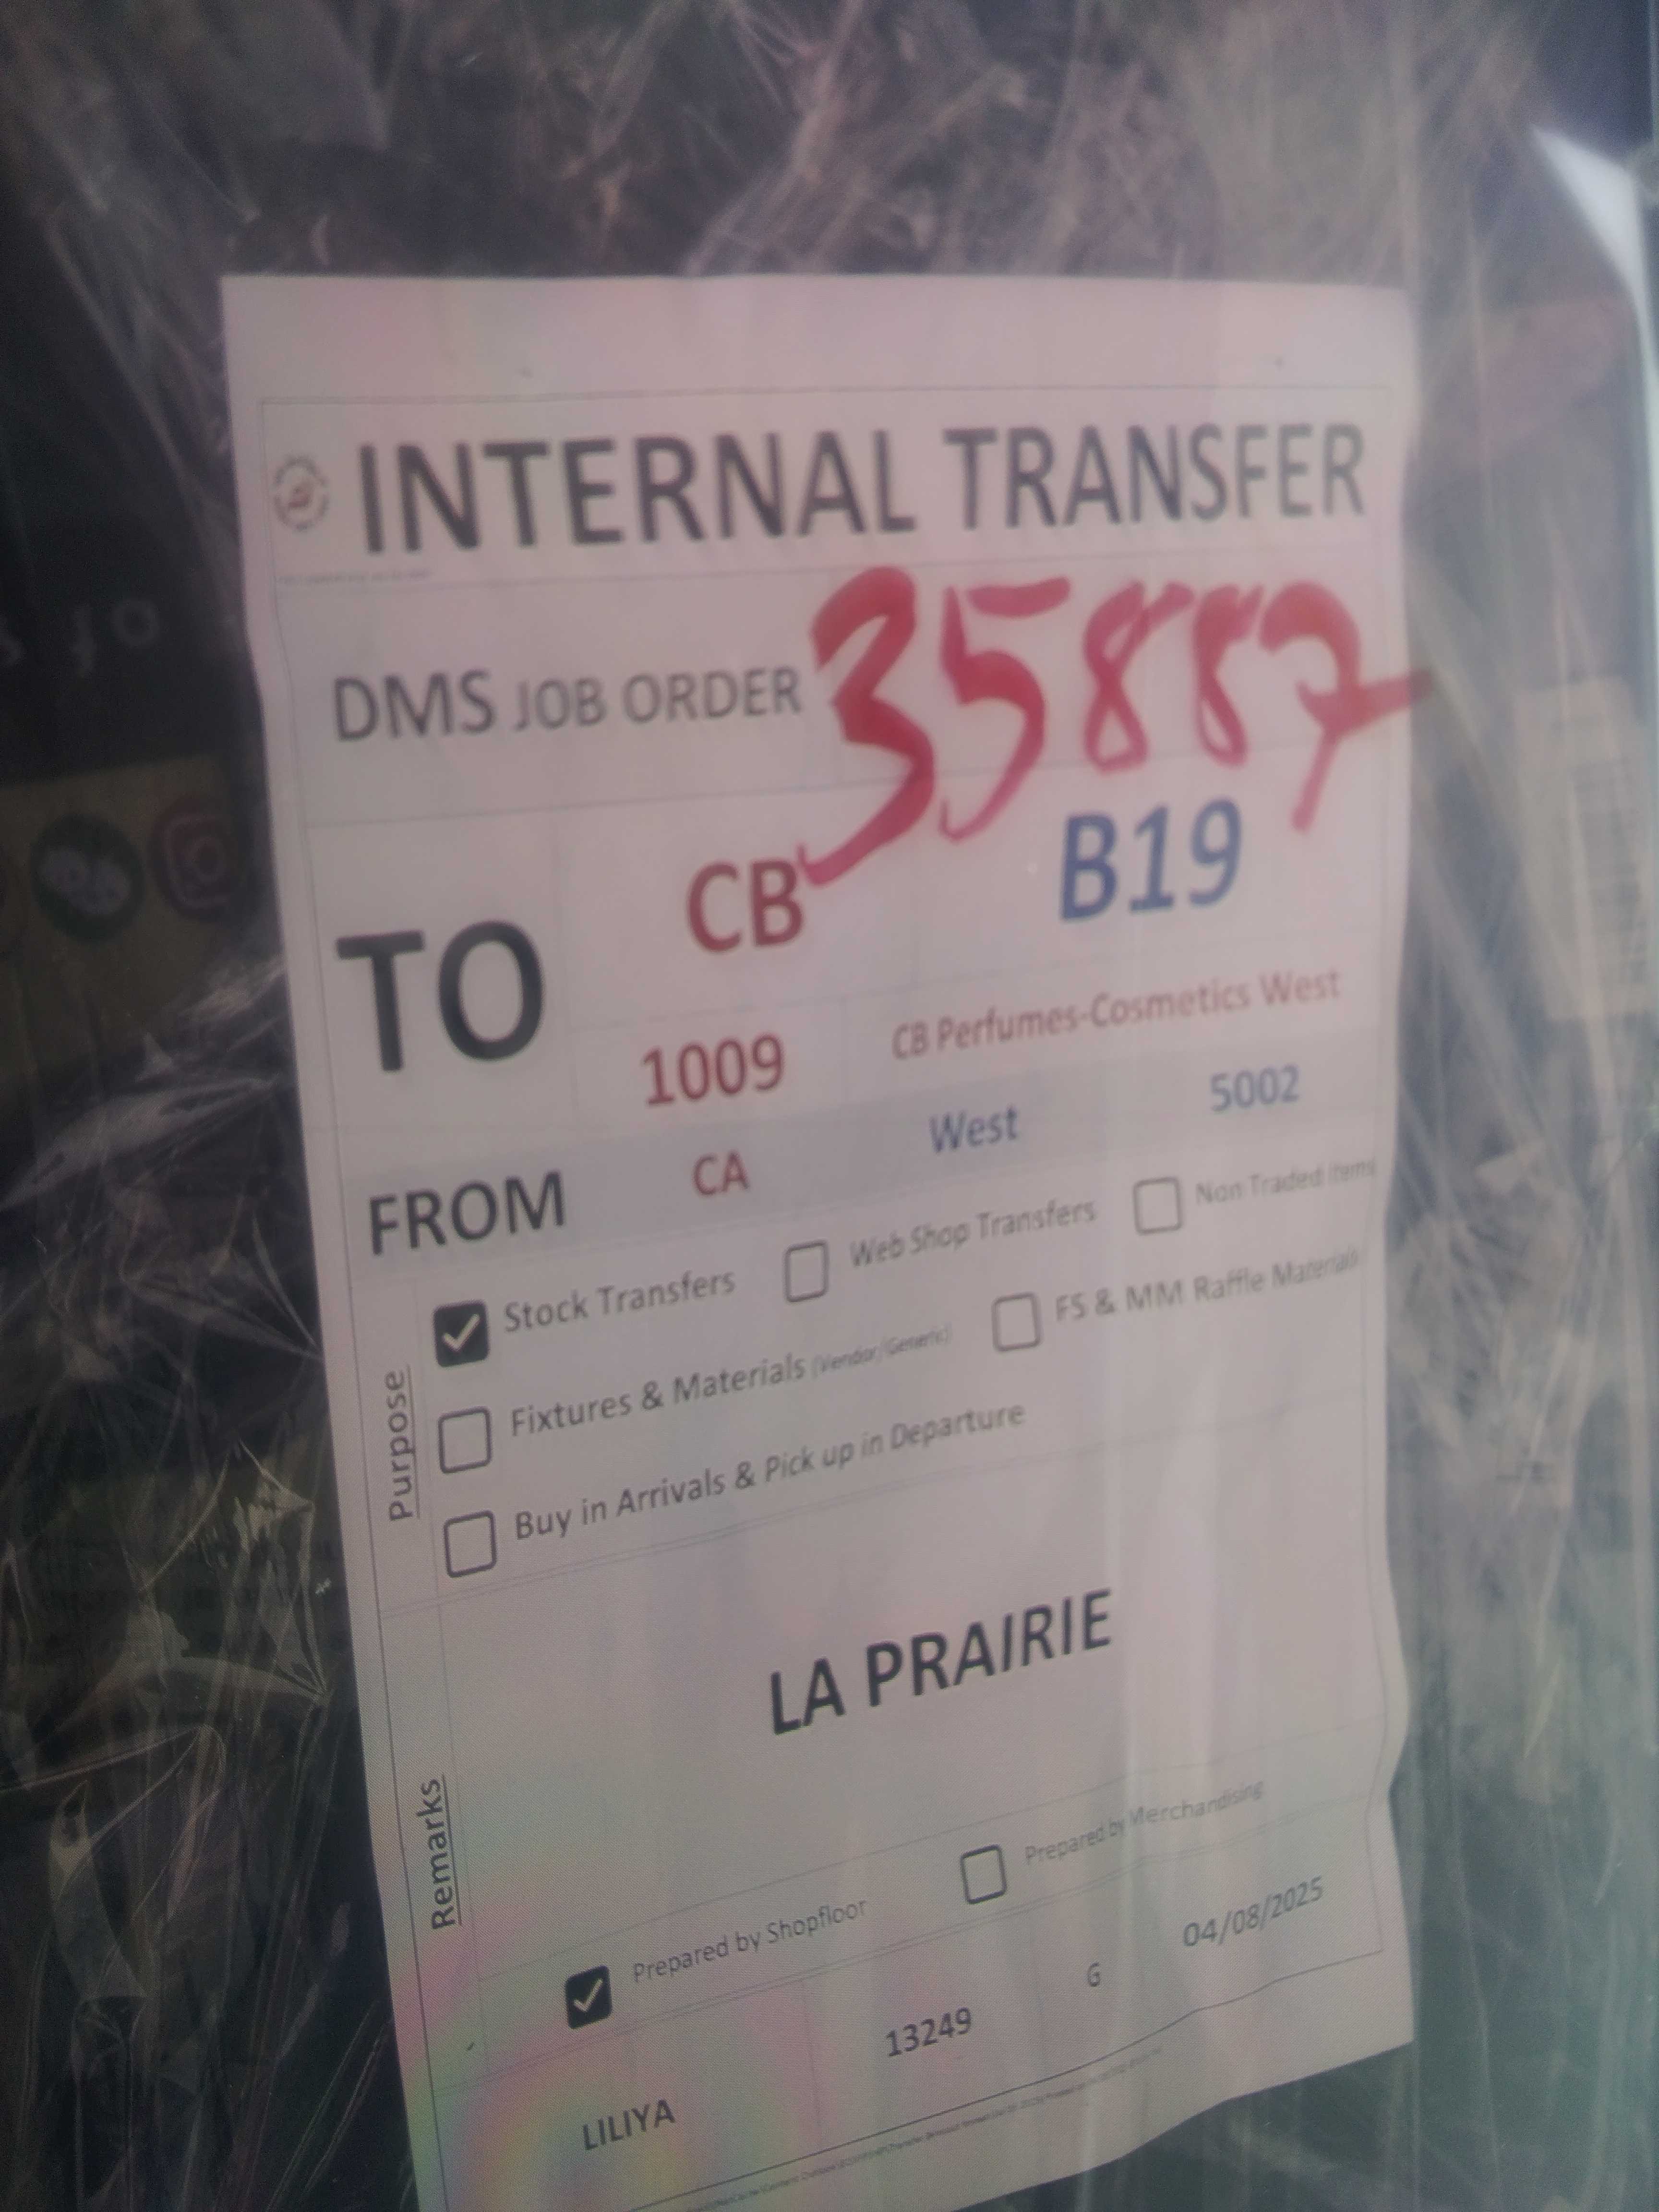 INTERNAL TRANSFER
DMS JOB ORDER 35887
TO CB B19
1009 CB Perfumes-Cosmetics West
FROM CA West 5002
Purpose
Stock Transfers Web Shop Transfers Non Traded Items
Fixtures & Materials (Vendor/Generic) FS & MM Raffle Materials
Buy in Arrivals & Pick up in Departure
Remarks
LA PRAIRIE
Prepared by Shopfloor Prepared by Merchandising
LILIYA 13249 G 04/08/2025